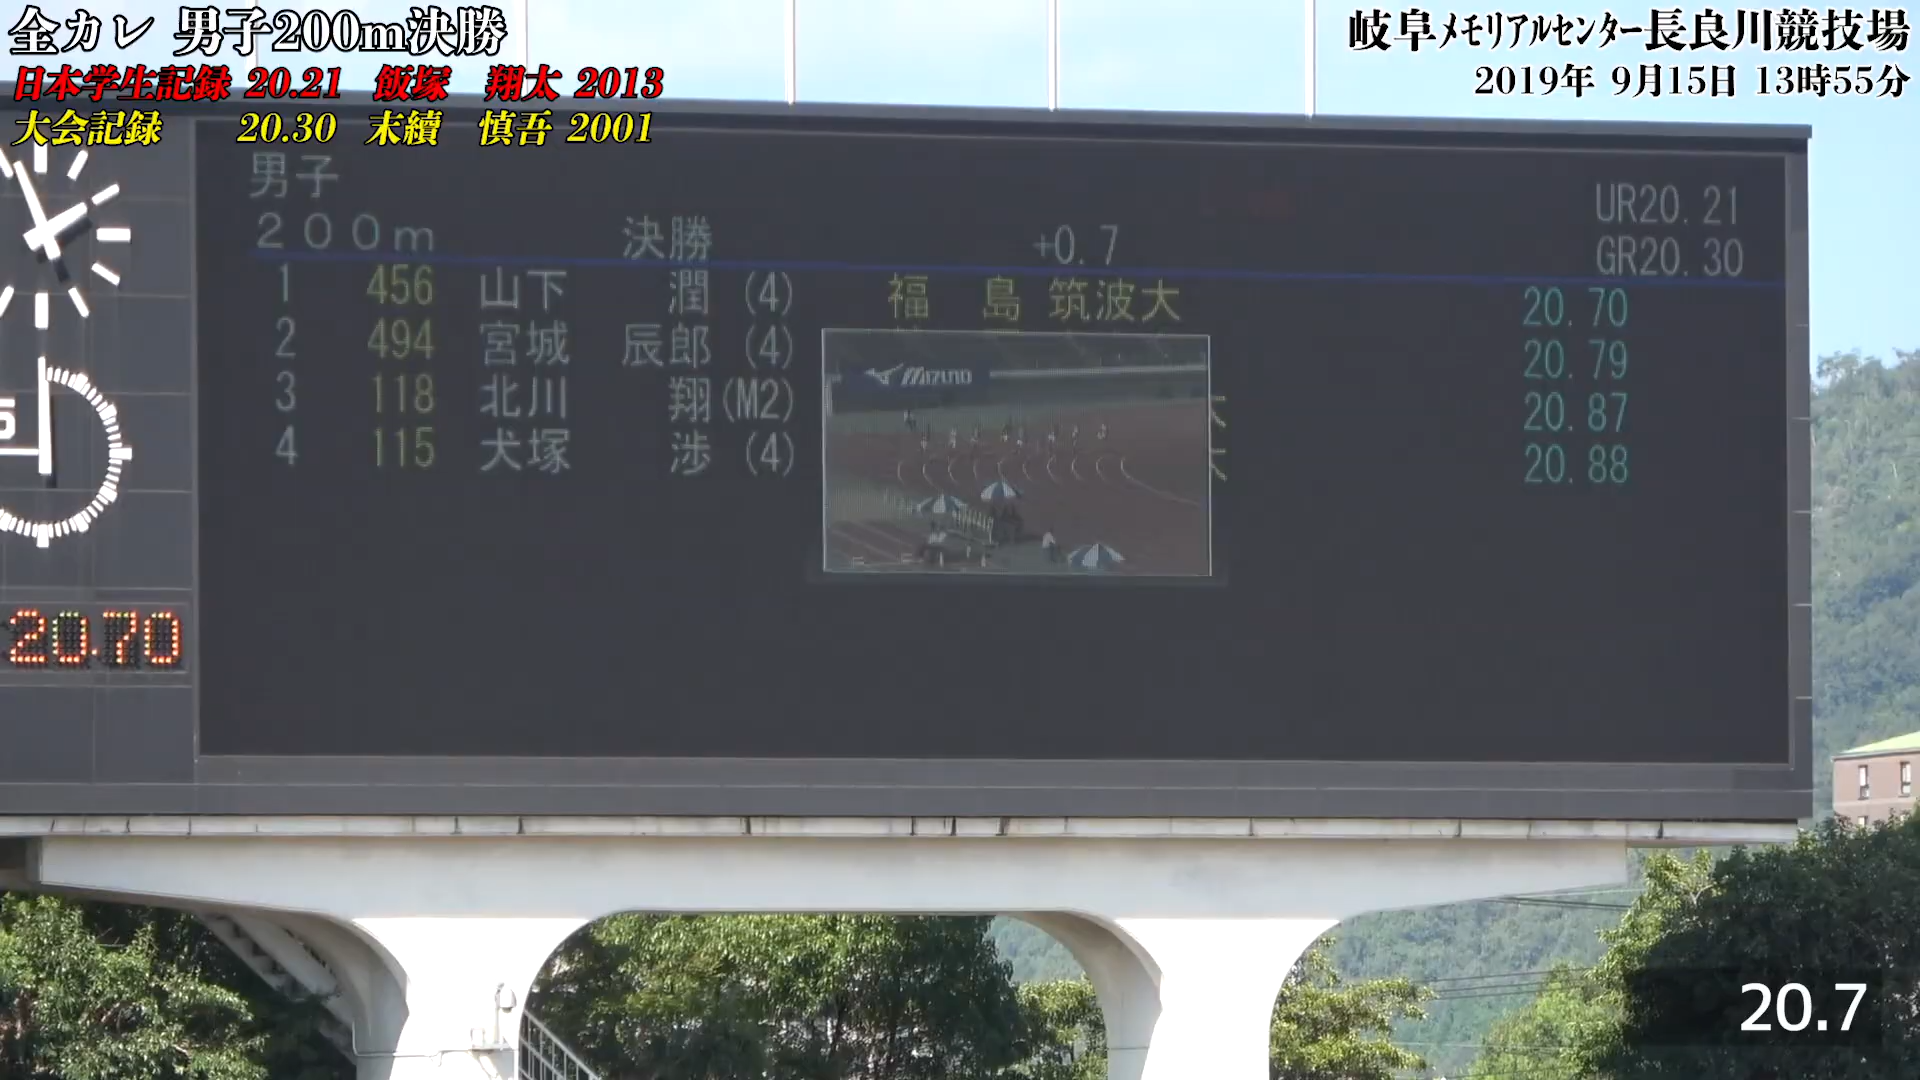 全カレ 男子200m決勝
日本学生記録 20.21 飯塚 翔太 2013
大会記録 20.30 末續 慎吾 2001
岐阜メモリアルセンター長良川競技場
2019年 9月15日 13時55分
男子
200m 決勝 +0.7
UR20.21
GR20.30
1 456 山下 潤 (4) 福 島 筑波大 20.70
2 494 宮城 辰郎 (4) 20.79
3 118 北川 翔(M2) 大 20.87
4 115 犬塚 渉 (4) 大 20.88
MIZUNO
20.70
20.7